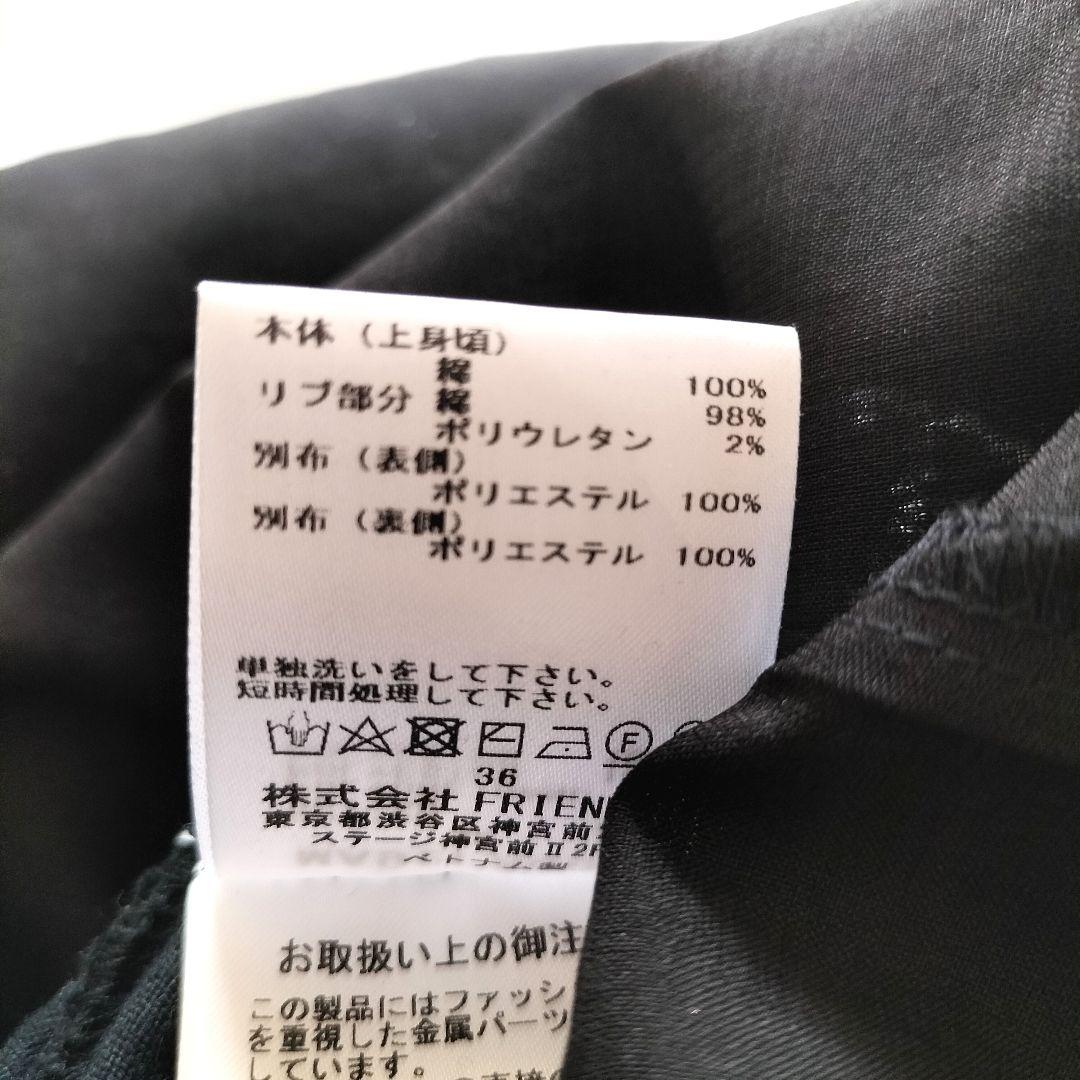 本体（上身頃）
綿 100%
リブ部分 綿 98%
ポリウレタン 2%
別布（表側）
ポリエステル 100%
別布（裏側）
ポリエステル 100%
単独洗いをして下さい。
短時間処理して下さい。
F
36
株式会社 FRIEN
東京都渋谷区神宮前
ステージ神宮前Ⅱ2F
ベトナム製
お取扱い上の御注
この製品にはファッシ
を重視した金属パーツ
しています。